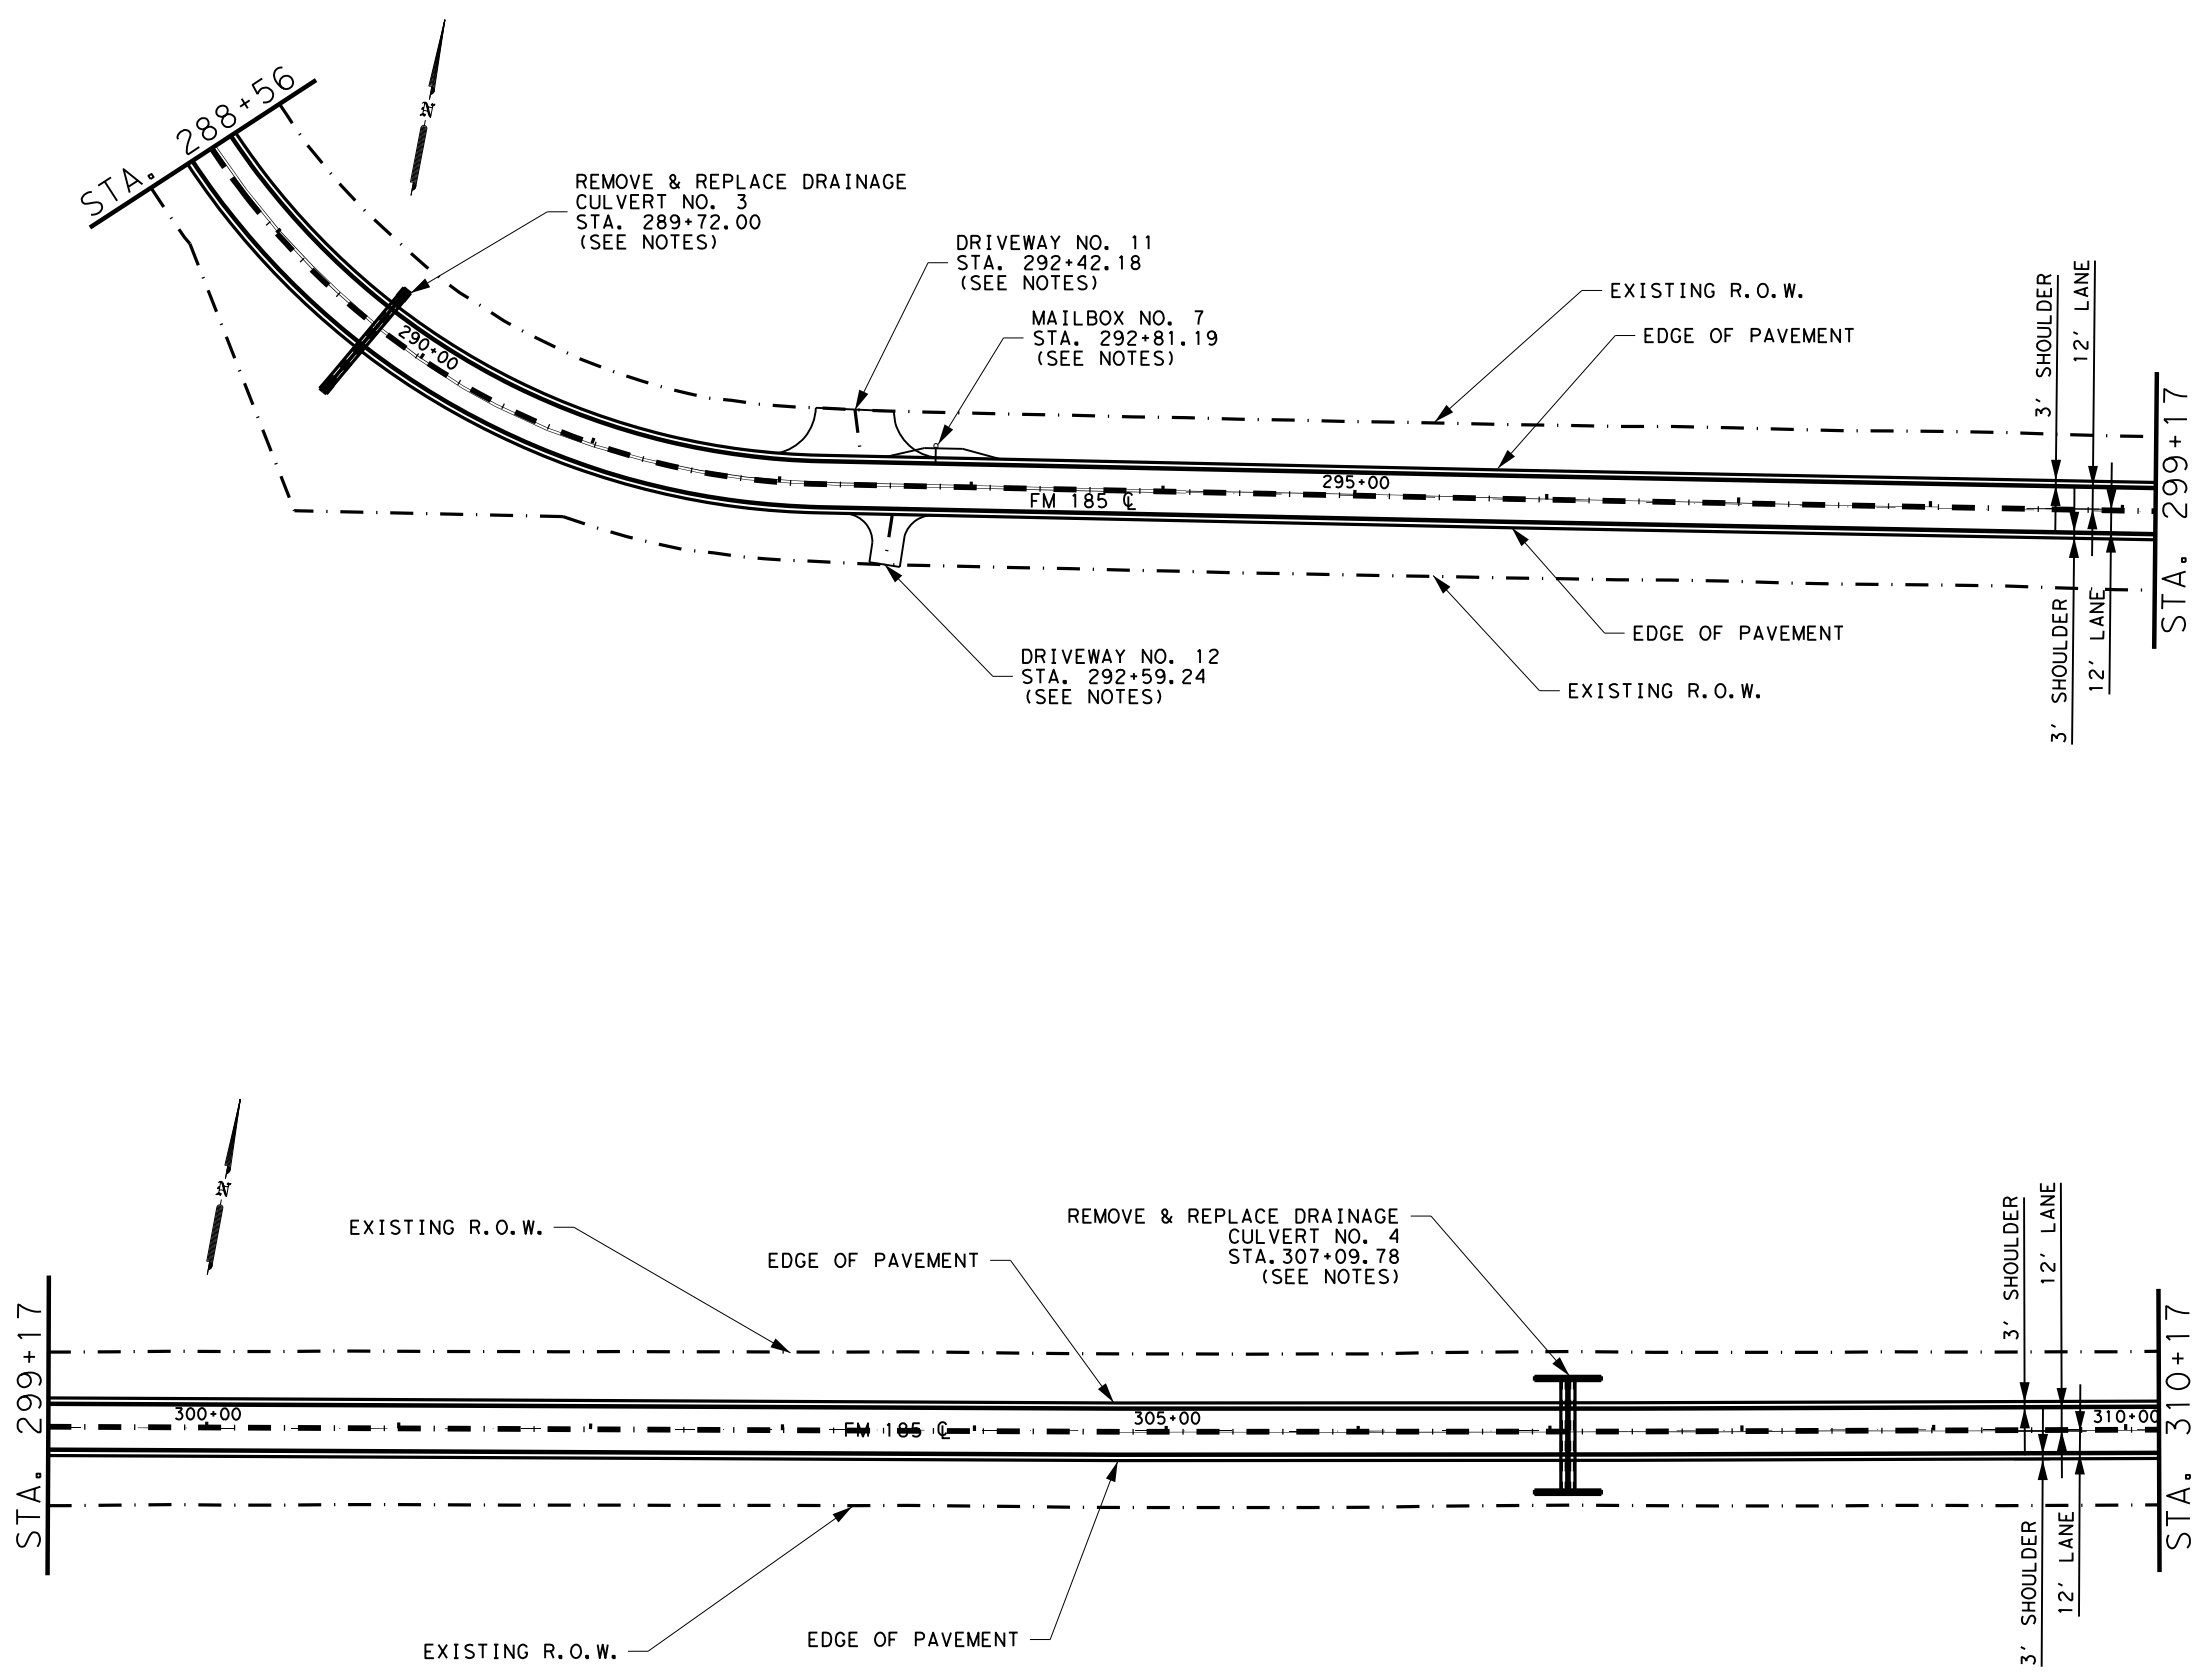 STA. 288+56
N
REMOVE & REPLACE DRAINAGE
CULVERT NO. 3
STA. 289+72.00
(SEE NOTES)
DRIVEWAY NO. 11
STA. 292+42.18
(SEE NOTES)
MAILBOX NO. 7
STA. 292+81.19
(SEE NOTES)
EXISTING R.O.W.
EDGE OF PAVEMENT
3' SHOULDER
12' LANE
290+00
295+00
FM 185 ℄
STA. 299+17
DRIVEWAY NO. 12
STA. 292+59.24
(SEE NOTES)
EDGE OF PAVEMENT
EXISTING R.O.W.
3' SHOULDER
12' LANE
N
EXISTING R.O.W.
EDGE OF PAVEMENT
REMOVE & REPLACE DRAINAGE
CULVERT NO. 4
STA.307+09.78
(SEE NOTES)
3' SHOULDER
12' LANE
STA. 299+17
300+00
FM 185 ℄
305+00
310+00
STA. 310+17
EXISTING R.O.W.
EDGE OF PAVEMENT
3' SHOULDER
12' LANE